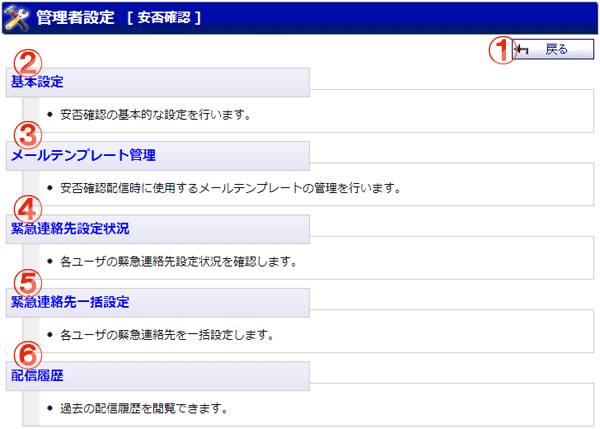 管理者設定 [ 安否確認 ]
① 戻る
②
基本設定
• 安否確認の基本的な設定を行います。
③
メールテンプレート管理
• 安否確認配信時に使用するメールテンプレートの管理を行います。
④
緊急連絡先設定状況
• 各ユーザの緊急連絡先設定状況を確認します。
⑤
緊急連絡先一括設定
• 各ユーザの緊急連絡先を一括設定します。
⑥
配信履歴
• 過去の配信履歴を閲覧できます。